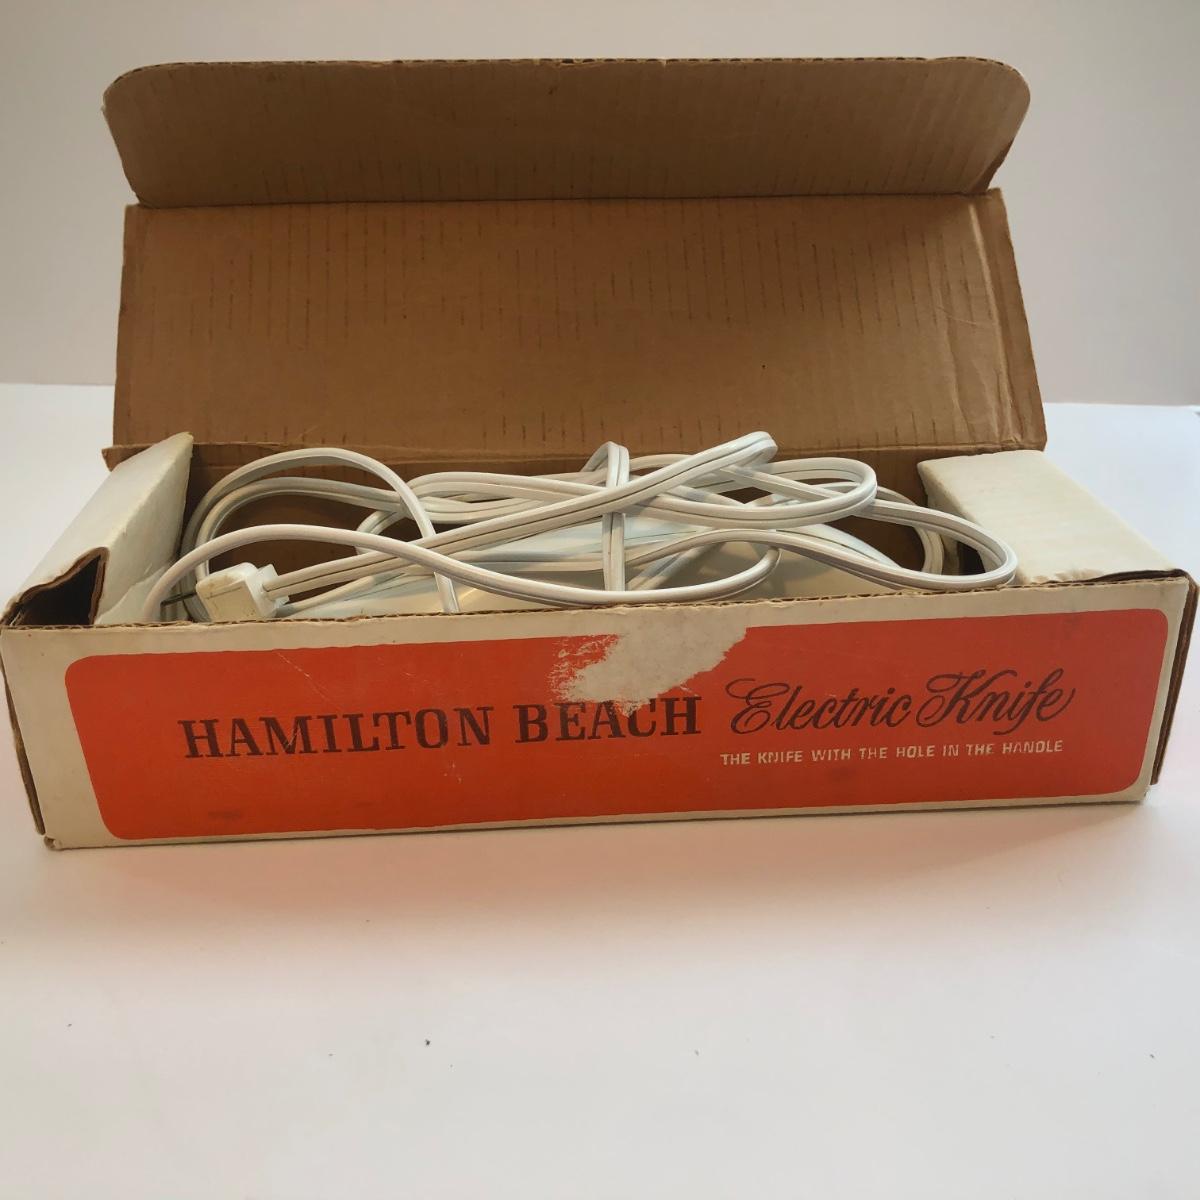 HAMILTON BEACH Electric Knife
THE KNIFE WITH THE HOLE IN THE HANDLE